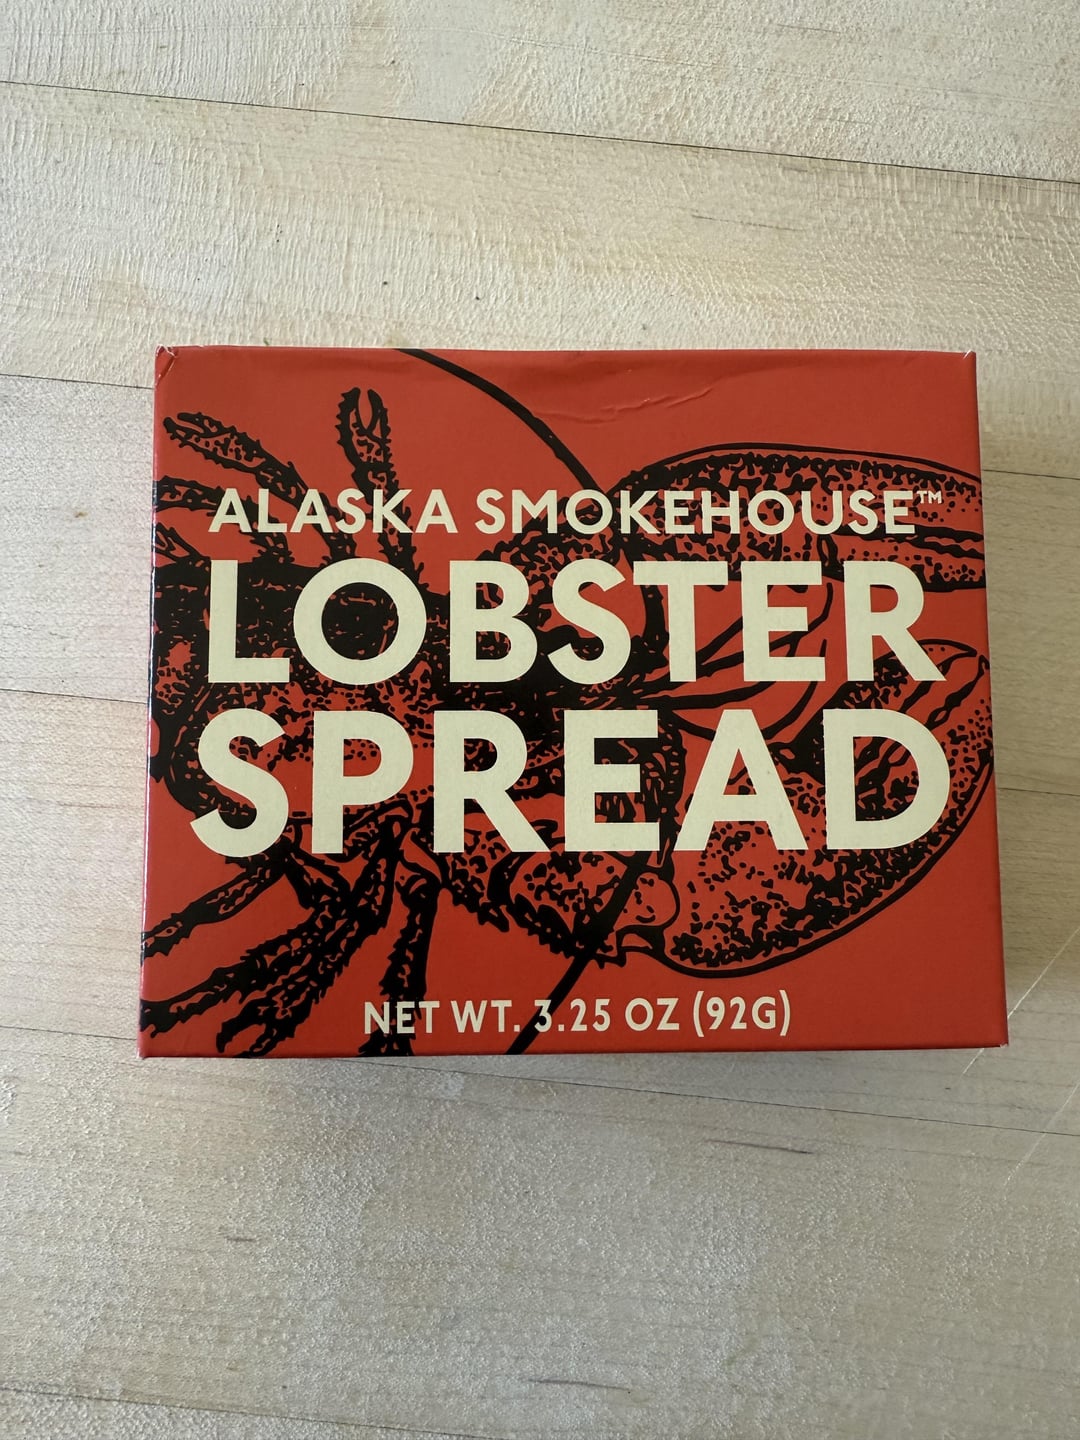 ALASKA SMOKEHOUSE™
LOBSTER
SPREAD
NET WT. 3.25 OZ (92G)